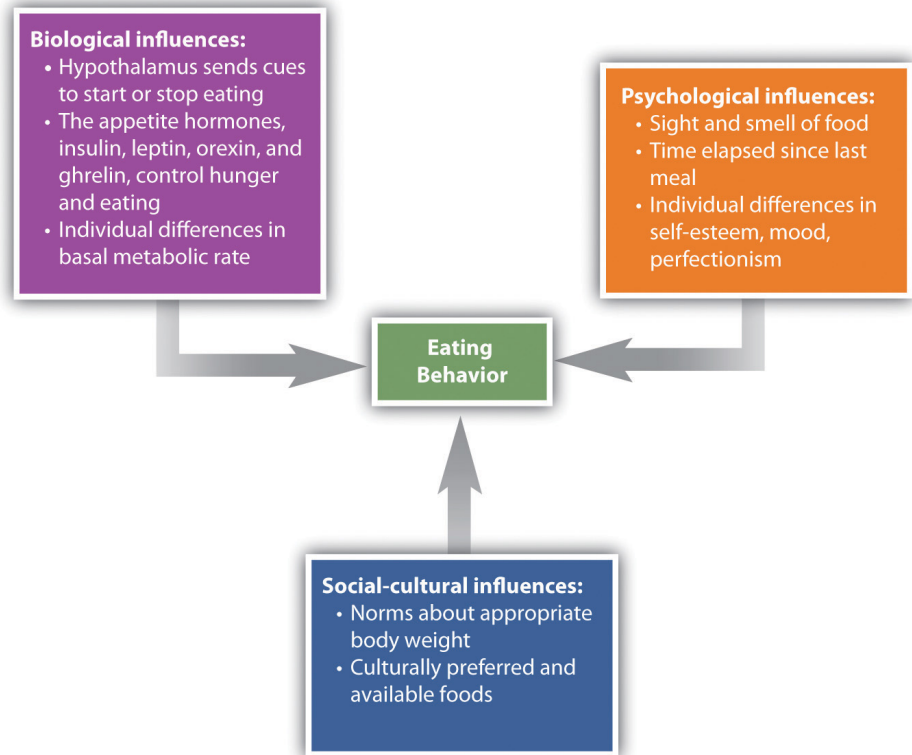 Biological influences:
• Hypothalamus sends cues
to start or stop eating
• The appetite hormones,
insulin, leptin, orexin, and
ghrelin, control hunger
and eating
• Individual differences in
basal metabolic rate
Psychological influences:
• Sight and smell of food
• Time elapsed since last
meal
• Individual differences in
self-esteem, mood,
perfectionism
Eating
Behavior
Social-cultural influences:
• Norms about appropriate
body weight
• Culturally preferred and
available foods